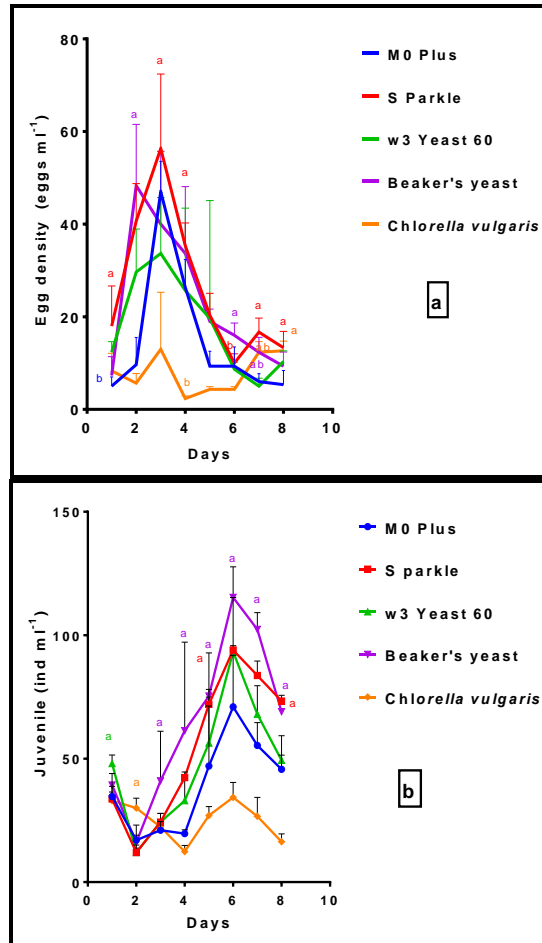 80
60
40
20
0
0
2
4
6
8
10
Egg density (eggs ml⁻¹)
Days
a
a
a
a
a
a
a
b
b
b
ab
ab
M0 Plus
S Parkle
w3 Yeast 60
Beaker's yeast
Chlorella vulgaris
a
150
100
50
0
0
2
4
6
8
10
Juvenile (ind ml⁻¹)
Days
a
a
a
a
a
a
a
a
a
a
M0 Plus
S parkle
w3 Yeast 60
Beaker's yeast
Chlorella vulgaris
b